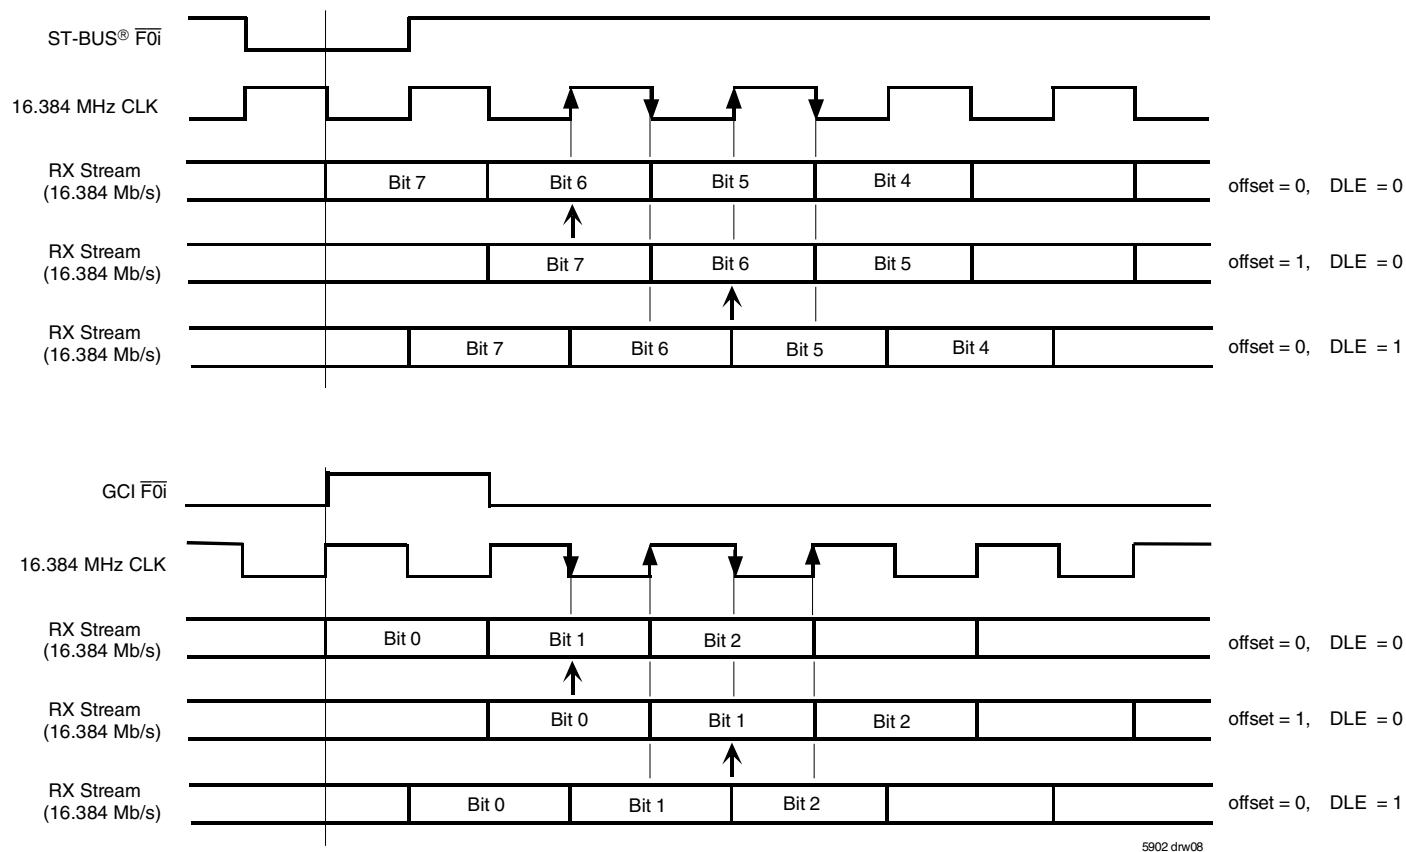 ST-BUS® F0i
16.384 MHz CLK
RX Stream
(16.384 Mb/s)
Bit 7
Bit 6
Bit 5
Bit 4
offset = 0, DLE = 0
RX Stream
(16.384 Mb/s)
Bit 7
Bit 6
Bit 5
offset = 1, DLE = 0
RX Stream
(16.384 Mb/s)
Bit 7
Bit 6
Bit 5
Bit 4
offset = 0, DLE = 1
GCI F0i
16.384 MHz CLK
RX Stream
(16.384 Mb/s)
Bit 0
Bit 1
Bit 2
offset = 0, DLE = 0
RX Stream
(16.384 Mb/s)
Bit 0
Bit 1
Bit 2
offset = 1, DLE = 0
RX Stream
(16.384 Mb/s)
Bit 0
Bit 1
Bit 2
offset = 0, DLE = 1
5902 drw08